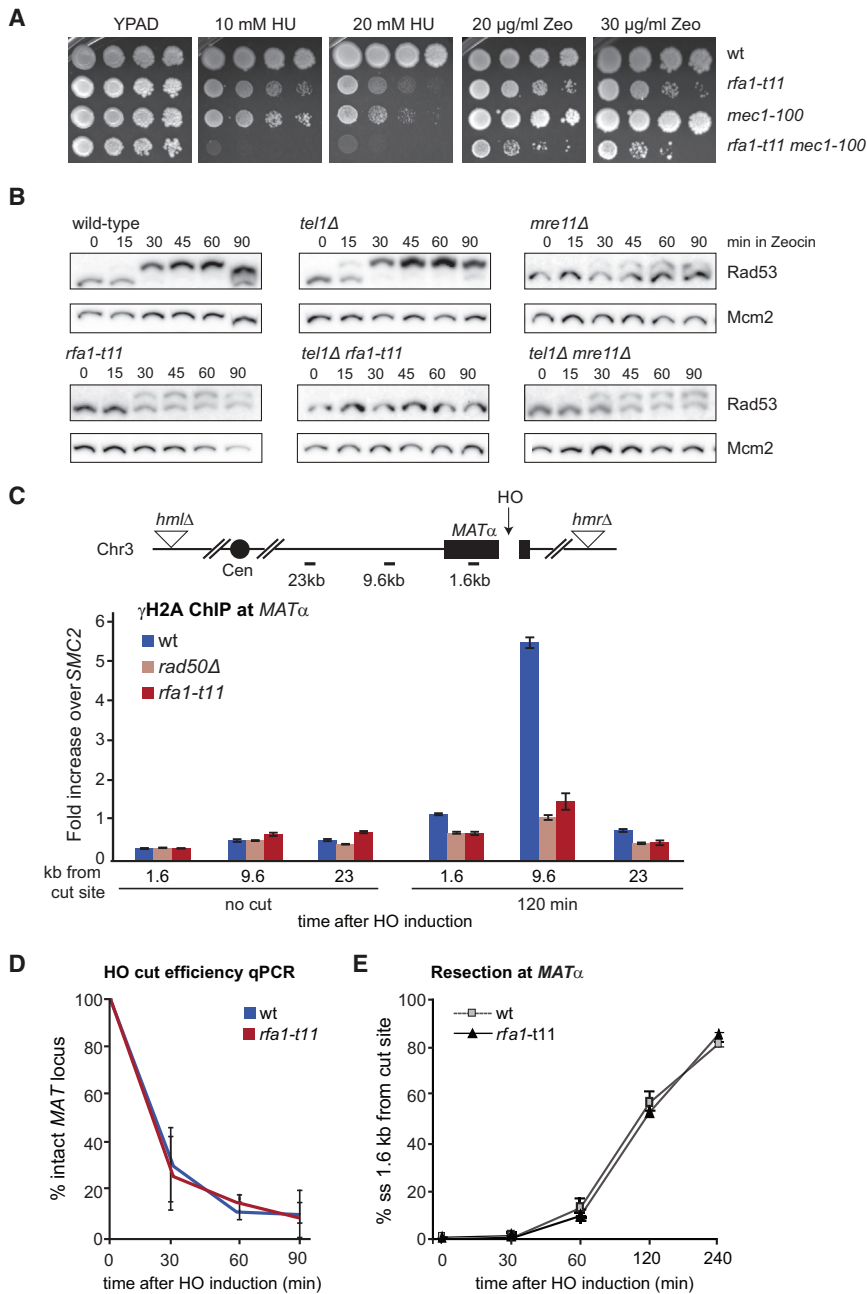 A
YPAD 10 mM HU 20 mM HU 20 µg/ml Zeo 30 µg/ml Zeo
wt
rfa1-t11
mec1-100
rfa1-t11 mec1-100
B
wild-type tel1Δ mre11Δ
0 15 30 45 60 90 0 15 30 45 60 90 0 15 30 45 60 90 min in Zeocin
Rad53
Mcm2
rfa1-t11 tel1Δ rfa1-t11 tel1Δ mre11Δ
0 15 30 45 60 90 0 15 30 45 60 90 0 15 30 45 60 90
Rad53
Mcm2
C
HO
hmlΔ MATα hmrΔ
Chr3
Cen
23kb 9.6kb 1.6kb
γH2A ChIP at MATα
wt
rad50Δ
rfa1-t11
Fold increase over SMC2
6
5
4
3
2
1
0
kb from cut site
1.6 9.6 23 1.6 9.6 23
no cut 120 min
time after HO induction
D
HO cut efficiency qPCR
wt
rfa1-t11
% intact MAT locus
100
80
60
40
20
0
0 30 60 90
time after HO induction (min)
E
Resection at MATα
wt
rfa1-t11
% ss 1.6 kb from cut site
100
80
60
40
20
0
0 30 60 120 240
time after HO induction (min)